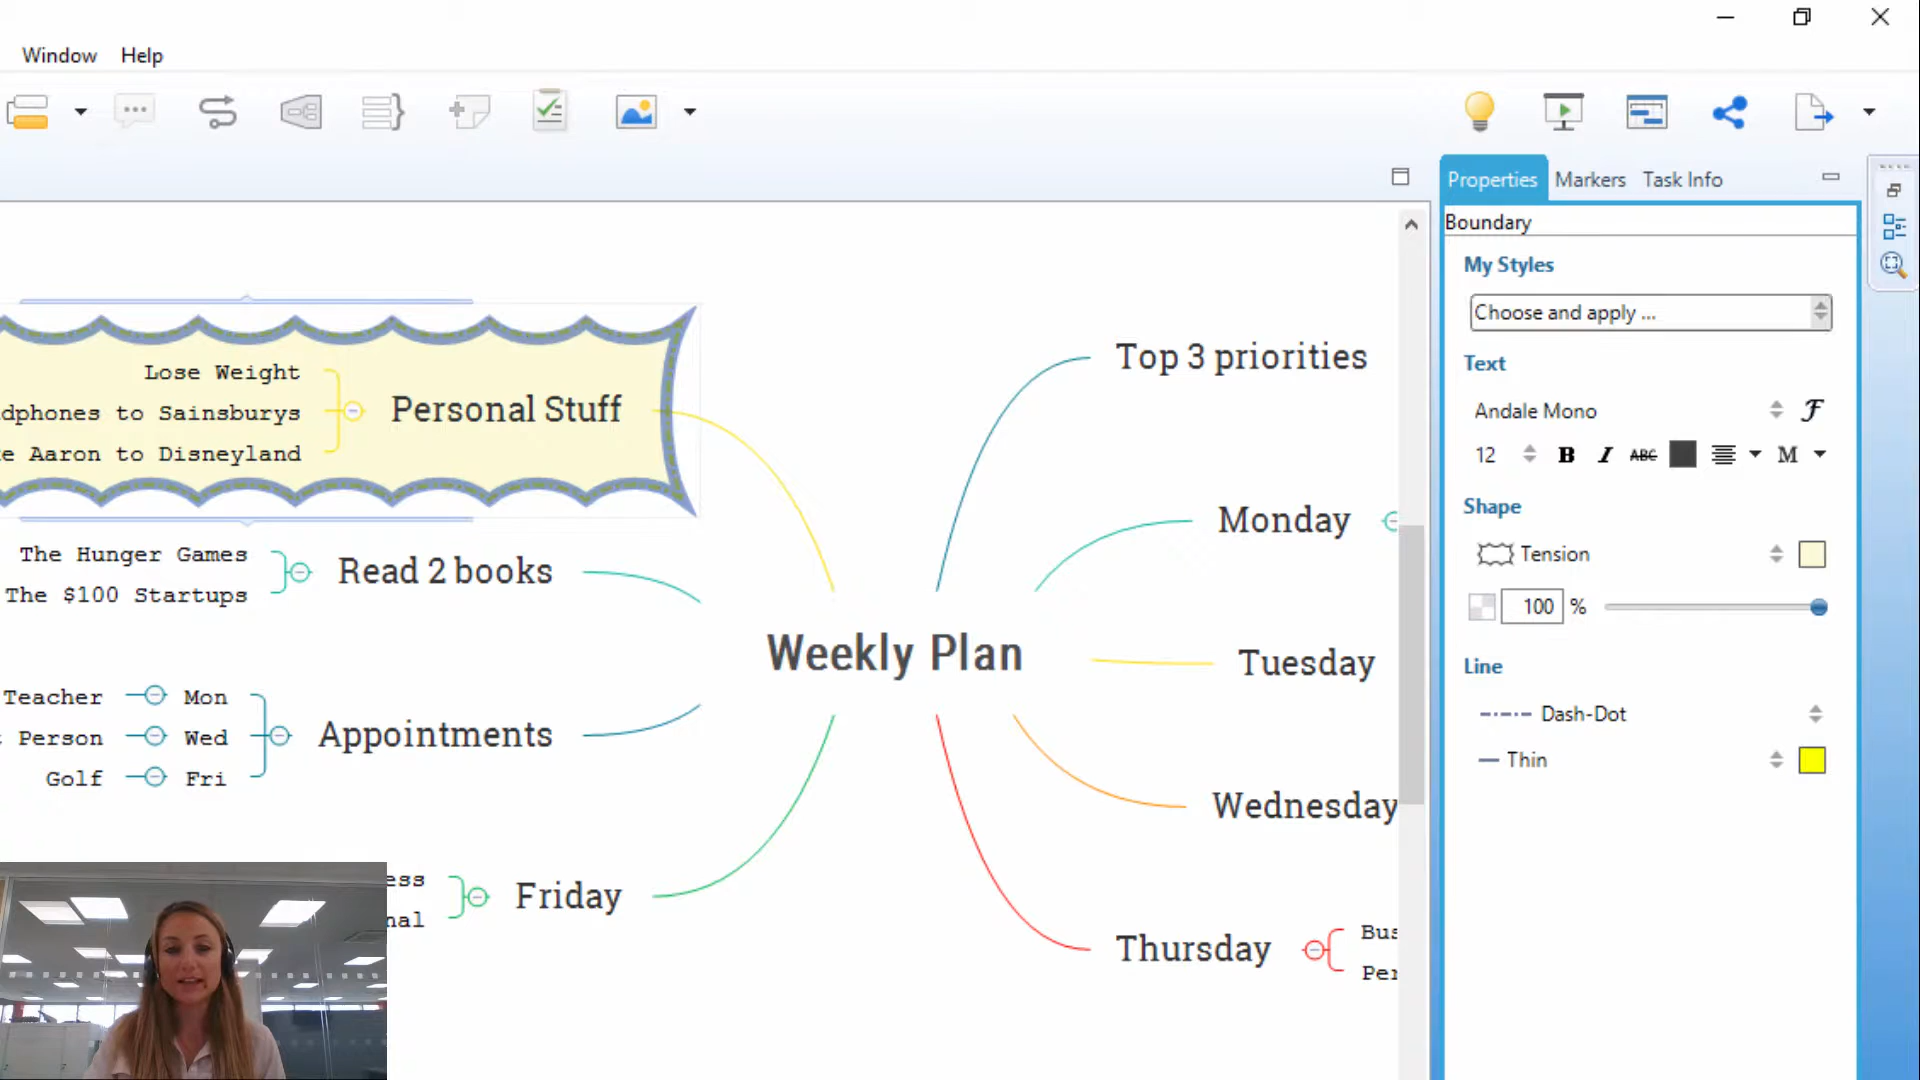 Window Help
Properties Markers Task Info
Boundary
My Styles
Choose and apply ...
Text
Andale Mono
12 B I ABC M
Shape
Tension
100 %
Line
Dash-Dot
Thin
Lose Weight
dphones to Sainsburys
e Aaron to Disneyland
Personal Stuff
The Hunger Games
The $100 Startups
Read 2 books
Teacher Mon
Person Wed
Golf Fri
Appointments
ess
nal
Friday
Weekly Plan
Top 3 priorities
Monday
Tuesday
Wednesday
Thursday
Bus
Per